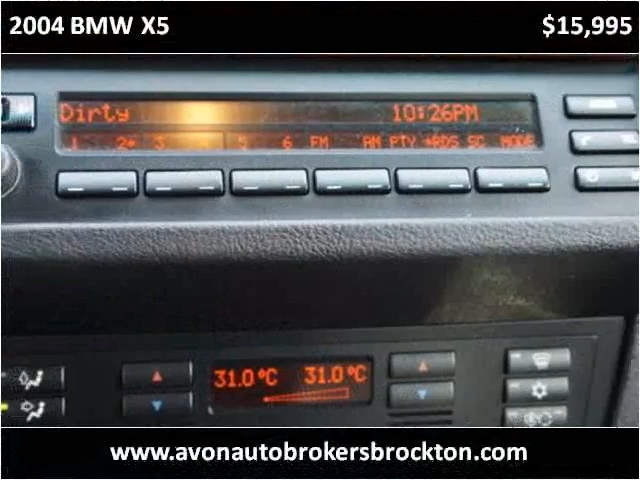 2004 BMW X5 $15,995
Dirty 10:26PM
1 2* 3 5 6 FM AM PTY *RDS SC MODE
31.0°C 31.0°C
www.avonautobrokersbrockton.com